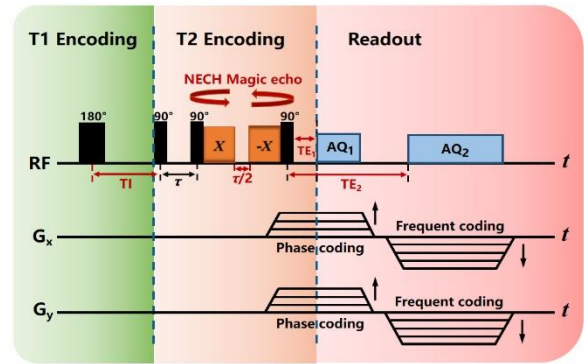 T1 Encoding T2 Encoding Readout
NECH Magic echo
180° 90° 90° 90°
X -X TE₁ AQ₁ AQ₂
RF t
TI τ τ/2 TE₂
Gₓ Phase coding Frequent coding t
Gᵧ Phase coding Frequent coding t